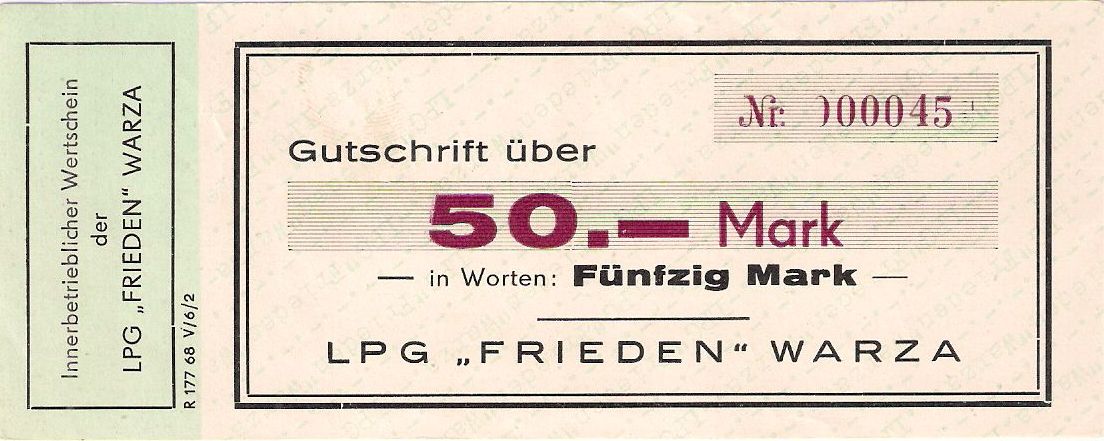 Innerbetrieblicher Wertschein
der
LPG „FRIEDEN“ WARZA
R 177 68 V/6/2
Nr. 000045
Gutschrift über
50.— Mark
— in Worten: Fünfzig Mark —
LPG „FRIEDEN“ WARZA